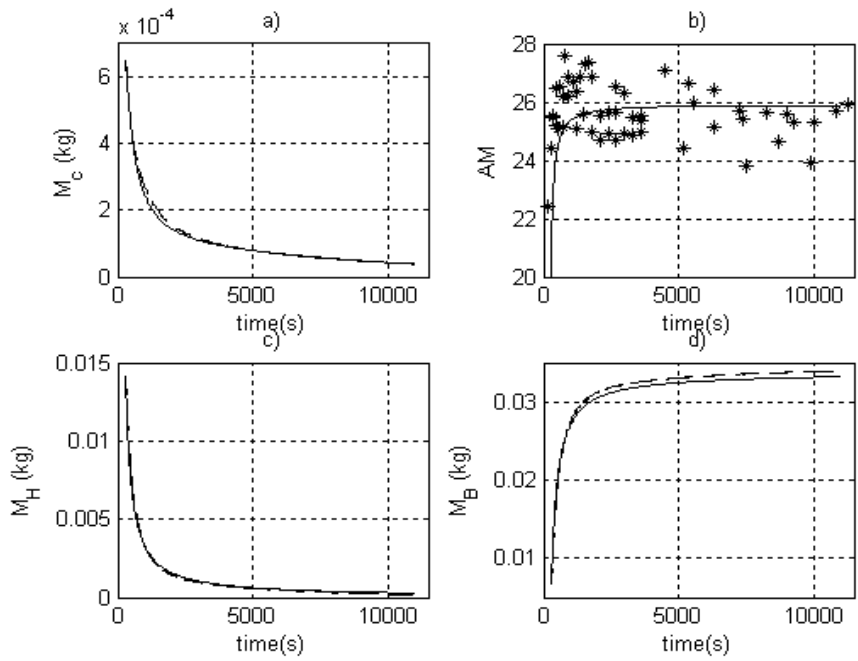 x 10⁻⁴
a)
6
4
2
0
M_c (kg)
0 5000 10000
time(s)
b)
28
26
24
22
20
AM
0 5000 10000
time(s)
c)
0.015
0.01
0.005
0
M_H (kg)
0 5000 10000
time(s)
d)
0.03
0.02
0.01
M_B (kg)
0 5000 10000
time(s)